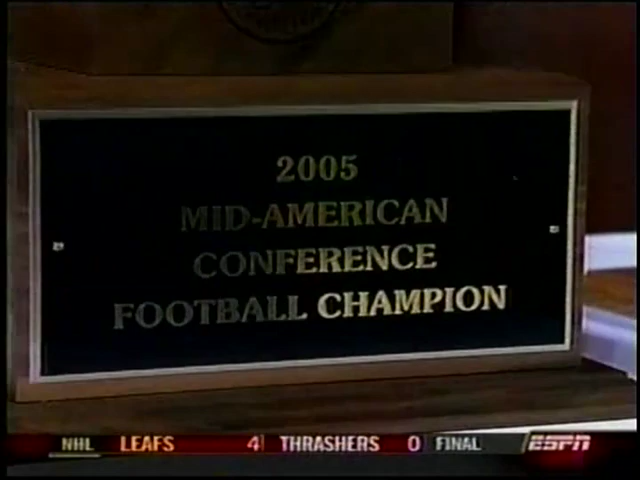 2005
MID-AMERICAN
CONFERENCE
FOOTBALL CHAMPION
NHL LEAFS 4 THRASHERS 0 FINAL ESPN